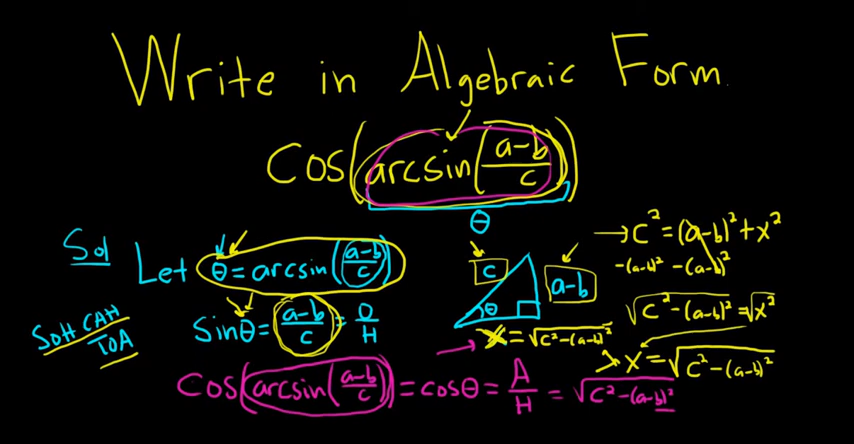 Write in Algebraic Form
Cos(arcsin((a-b)/c))
θ
Sol
Let θ = arcsin((a-b)/c)
Sinθ = (a-b)/c = O/H
SOH CAH
TOA
c
a-b
θ
x = √(c²-(a-b)²)
→ c² = (a-b)² + x²
-(a-b)² -(a-b)²
√(c²-(a-b)²) = √x²
x = √(c²-(a-b)²)
Cos(arcsin((a-b)/c)) = cosθ = A/H = √(c²-(a-b)²)